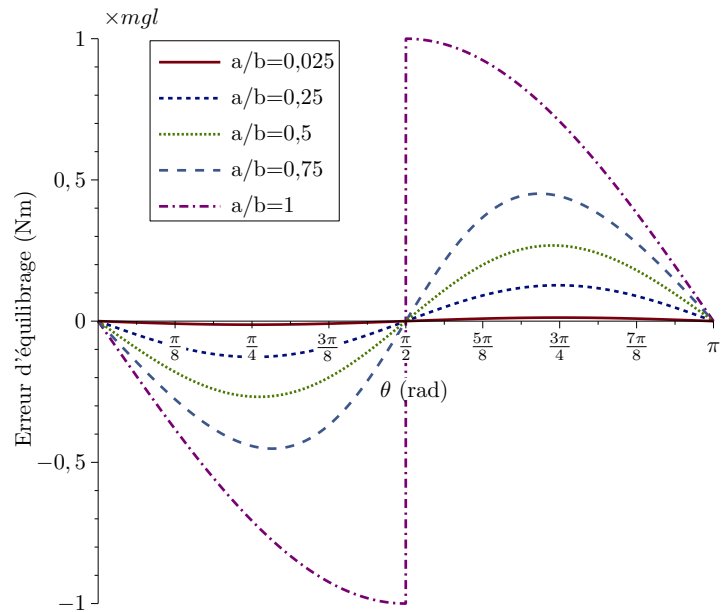 ×mgl
1
0,5
0
−0,5
−1
Erreur d'équilibrage (Nm)
a/b=0,025
a/b=0,25
a/b=0,5
a/b=0,75
a/b=1
π/8
π/4
3π/8
π/2
5π/8
3π/4
7π/8
π
θ (rad)